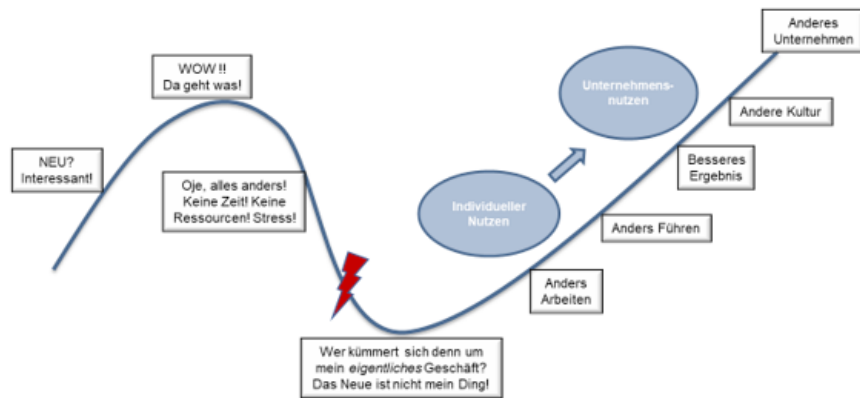 NEU?
Interessant!
WOW !!
Da geht was!
Oje, alles anders!
Keine Zeit! Keine
Ressourcen! Stress!
Wer kümmert sich denn um
mein eigentliches Geschäft?
Das Neue ist nicht mein Ding!
Individueller
Nutzen
Unternehmens-
nutzen
Anders
Arbeiten
Anders Führen
Besseres
Ergebnis
Andere Kultur
Anderes
Unternehmen